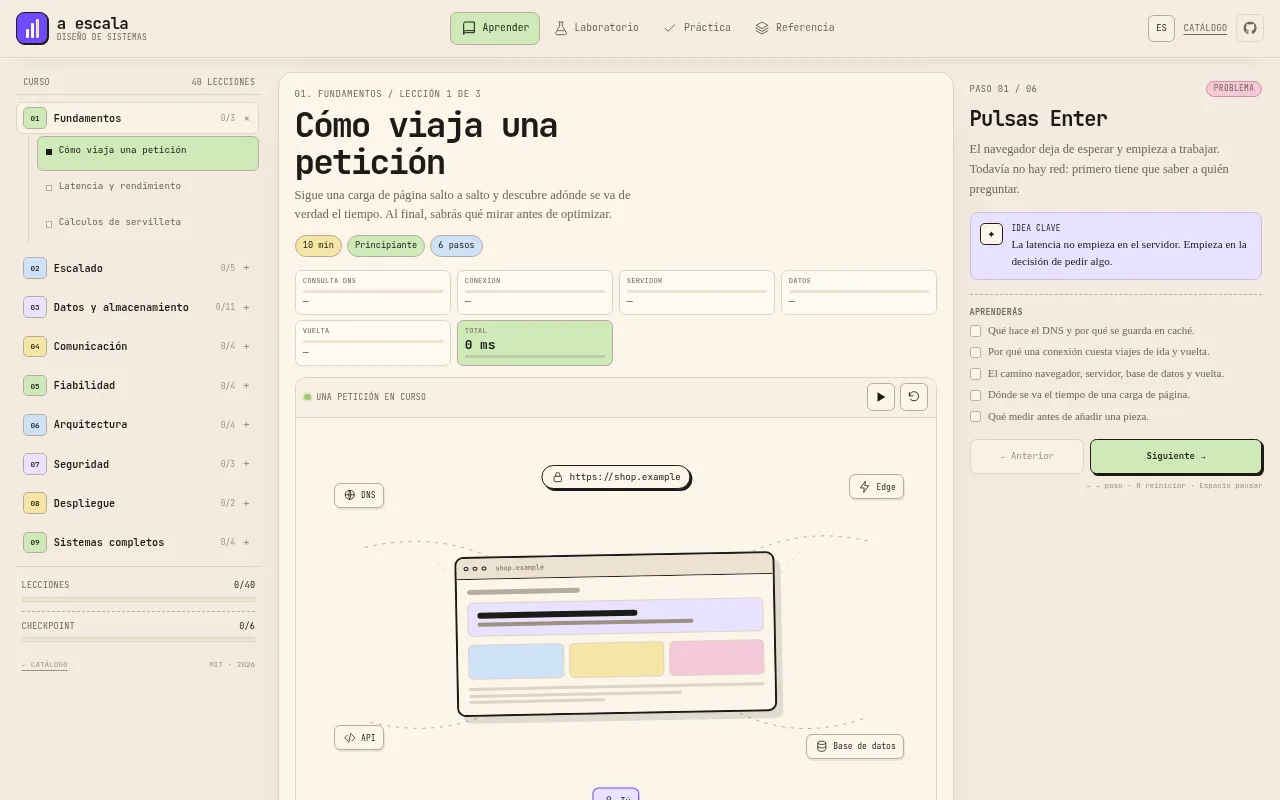 a escala
DISEÑO DE SISTEMAS
Aprender
Laboratorio
Práctica
Referencia
ES
CATÁLOGO
CURSO
40 LECCIONES
01 Fundamentos 0/3 ×
Cómo viaja una petición
Latencia y rendimiento
Cálculos de servilleta
02 Escalado 0/5 +
03 Datos y almacenamiento 0/11 +
04 Comunicación 0/4 +
05 Fiabilidad 0/4 +
06 Arquitectura 0/4 +
07 Seguridad 0/3 +
08 Despliegue 0/2 +
09 Sistemas completos 0/4 +
LECCIONES 0/40
CHECKPOINT 0/6
← CATÁLOGO
MIT · 2026
01. FUNDAMENTOS / LECCIÓN 1 DE 3
Cómo viaja una
petición
Sigue una carga de página salto a salto y descubre adónde se va de
verdad el tiempo. Al final, sabrás qué mirar antes de optimizar.
10 min
Principiante
6 pasos
CONSULTA DNS
—
CONEXIÓN
—
SERVIDOR
—
DATOS
—
VUELTA
—
TOTAL
0 ms
UNA PETICIÓN EN CURSO
https://shop.example
DNS
Edge
shop.example
API
Base de datos
Tú
PASO 01 / 06
PROBLEMA
Pulsas Enter
El navegador deja de esperar y empieza a trabajar.
Todavía no hay red: primero tiene que saber a quién
preguntar.
IDEA CLAVE
La latencia no empieza en el servidor. Empieza en la
decisión de pedir algo.
APRENDERÁS
Qué hace el DNS y por qué se guarda en caché.
Por qué una conexión cuesta viajes de ida y vuelta.
El camino navegador, servidor, base de datos y vuelta.
Dónde se va el tiempo de una carga de página.
Qué medir antes de añadir una pieza.
← Anterior
Siguiente →
← → paso · R reiniciar · Espacio pausar